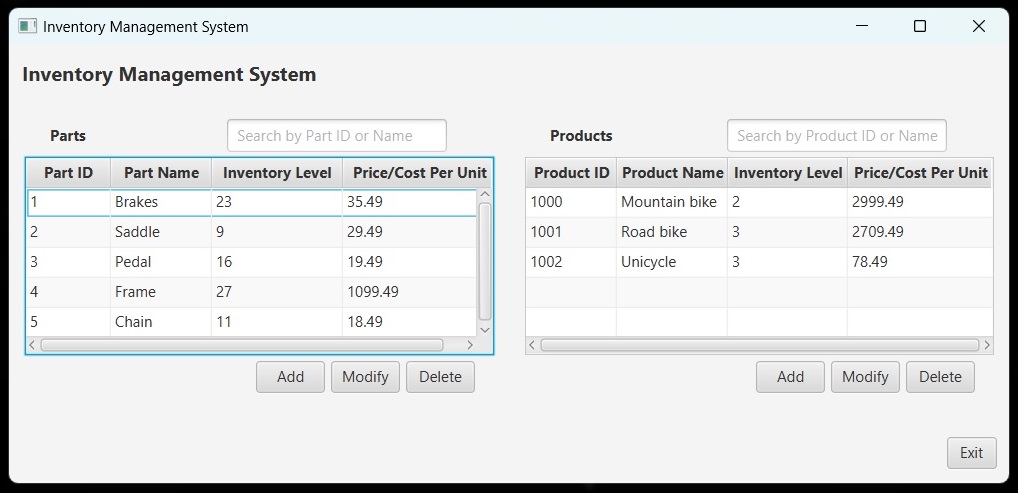 Inventory Management System
Inventory Management System
Parts
Search by Part ID or Name
Part ID Part Name Inventory Level Price/Cost Per Unit
1 Brakes 23 35.49
2 Saddle 9 29.49
3 Pedal 16 19.49
4 Frame 27 1099.49
5 Chain 11 18.49
Add Modify Delete
Products
Search by Product ID or Name
Product ID Product Name Inventory Level Price/Cost Per Unit
1000 Mountain bike 2 2999.49
1001 Road bike 3 2709.49
1002 Unicycle 3 78.49
Add Modify Delete
Exit